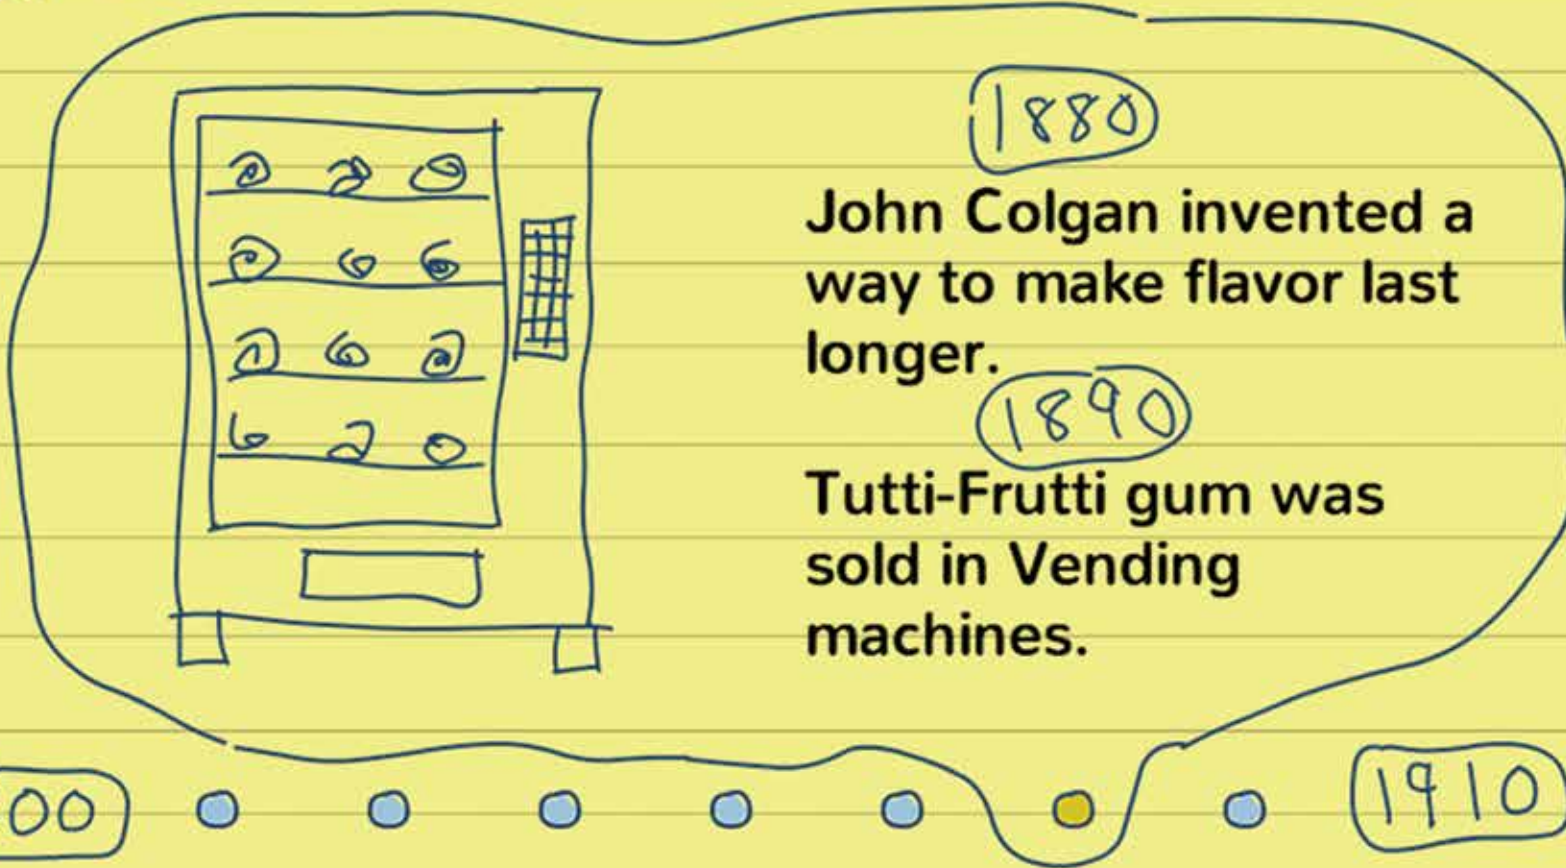 1880
John Colgan invented a
way to make flavor last
longer.
1890
Tutti-Frutti gum was
sold in Vending
machines.
00
1910